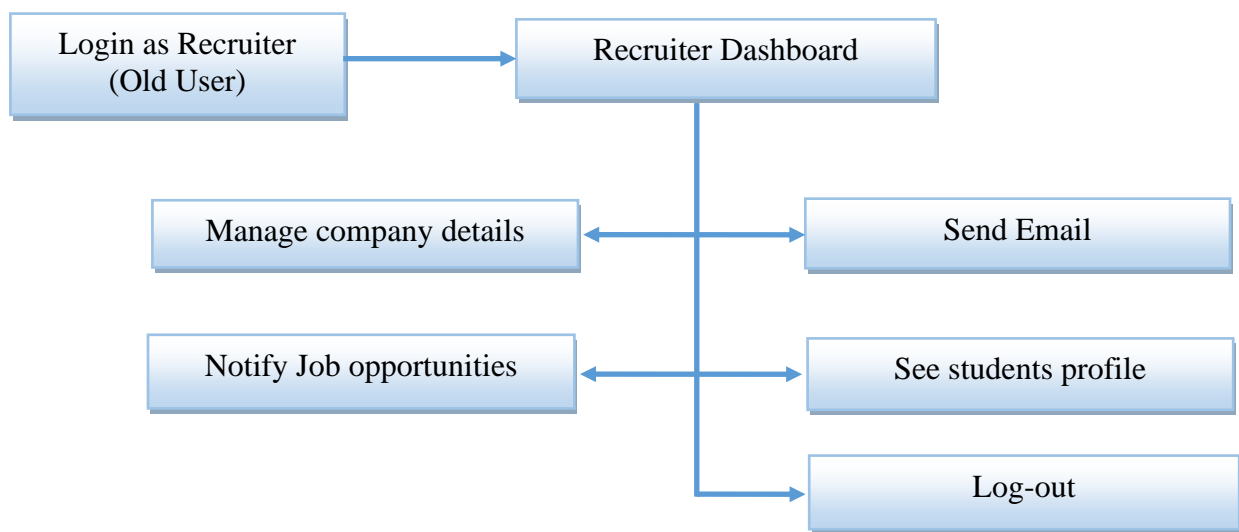 Login as Recruiter
(Old User)
Recruiter Dashboard
Manage company details
Send Email
Notify Job opportunities
See students profile
Log-out